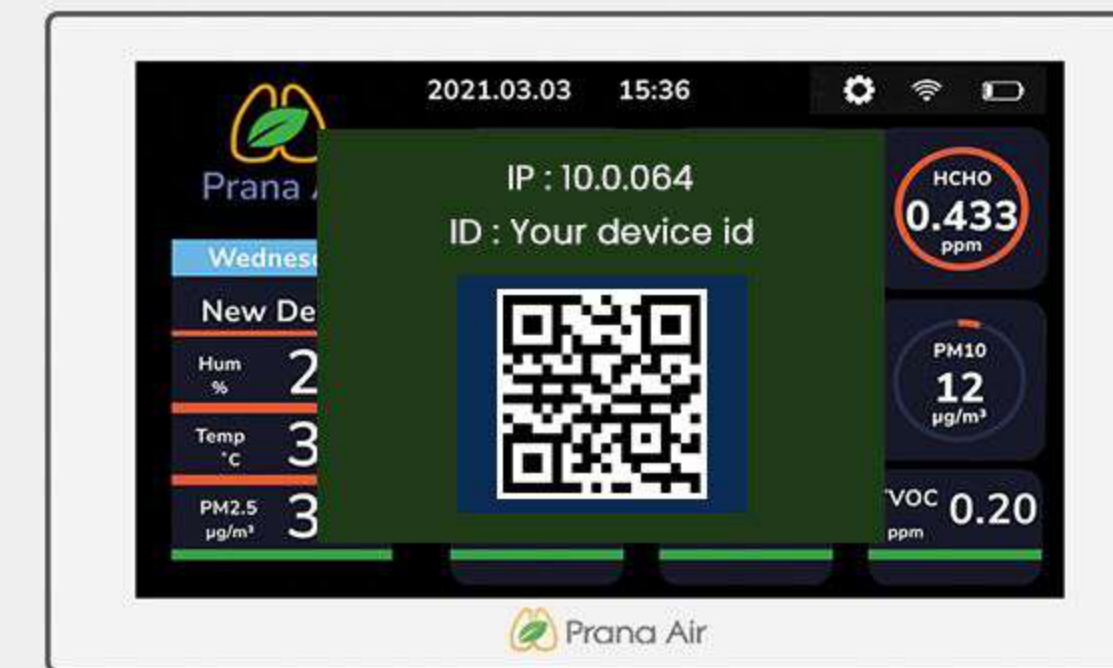 2021.03.03 15:36
Prana
IP : 10.0.064
ID : Your device id
New
Hum
%
2
Temp
°C
3
PM2.5
µg/m³
3
HCHO
0.433
ppm
PM10
12
µg/m³
VOC 0.20
ppm
Prana Air